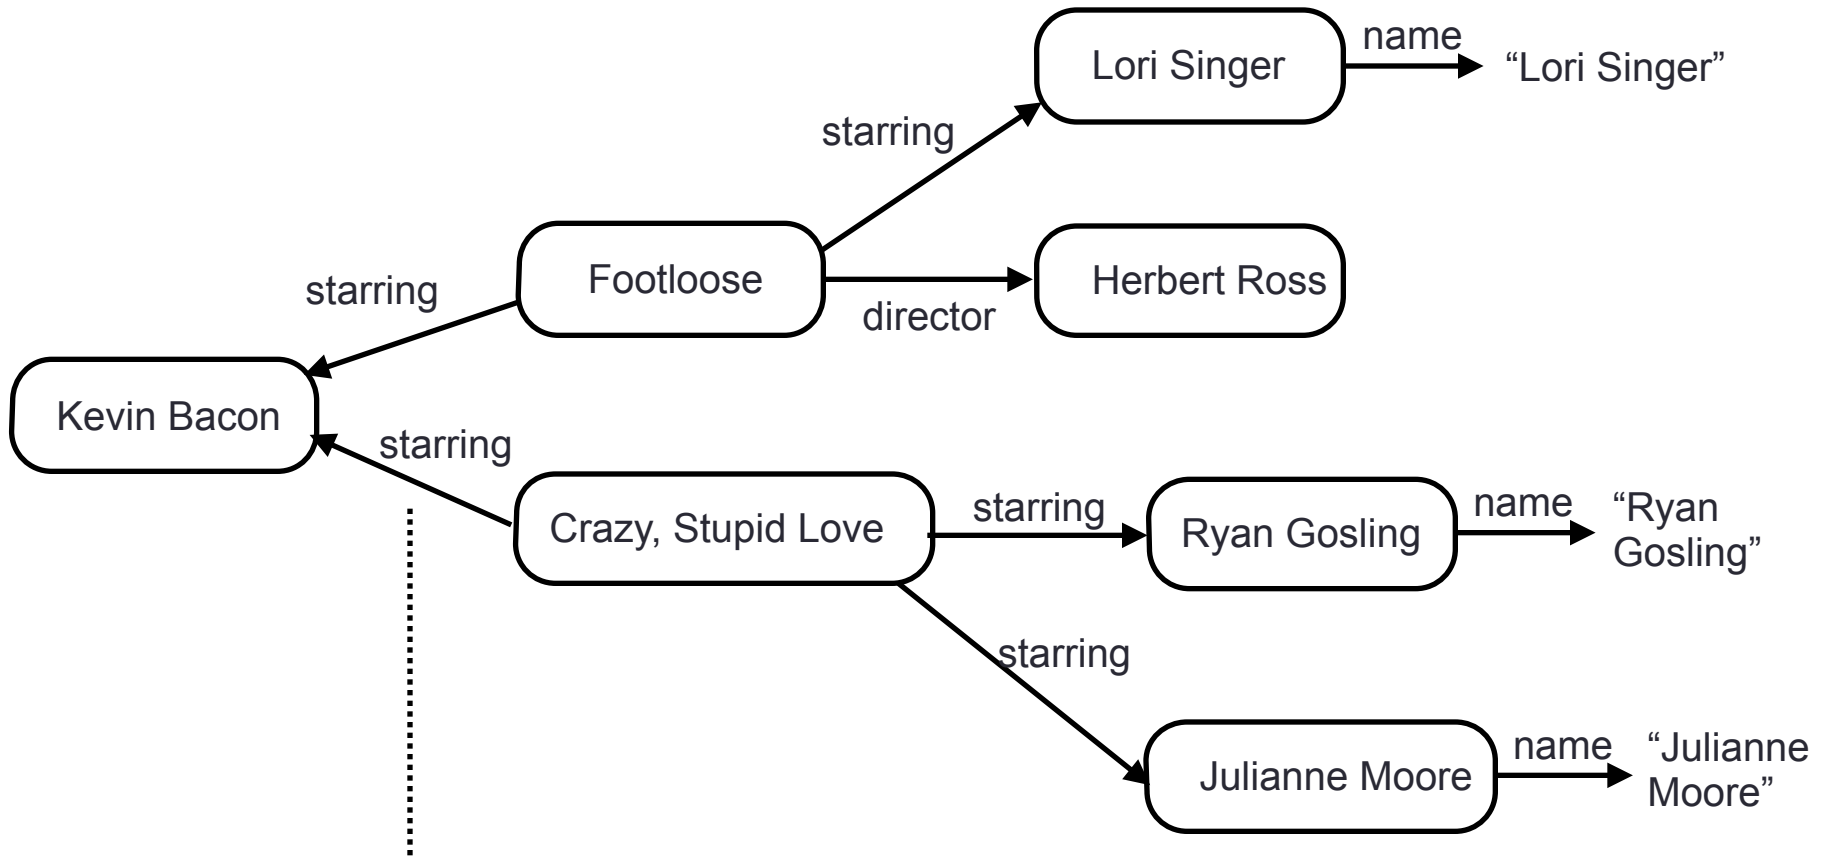 name
Lori Singer
“Lori Singer”
starring
Footloose
Herbert Ross
starring
director
Kevin Bacon
starring
Crazy, Stupid Love
starring
Ryan Gosling
name
“Ryan
Gosling”
starring
Julianne Moore
name
“Julianne
Moore”